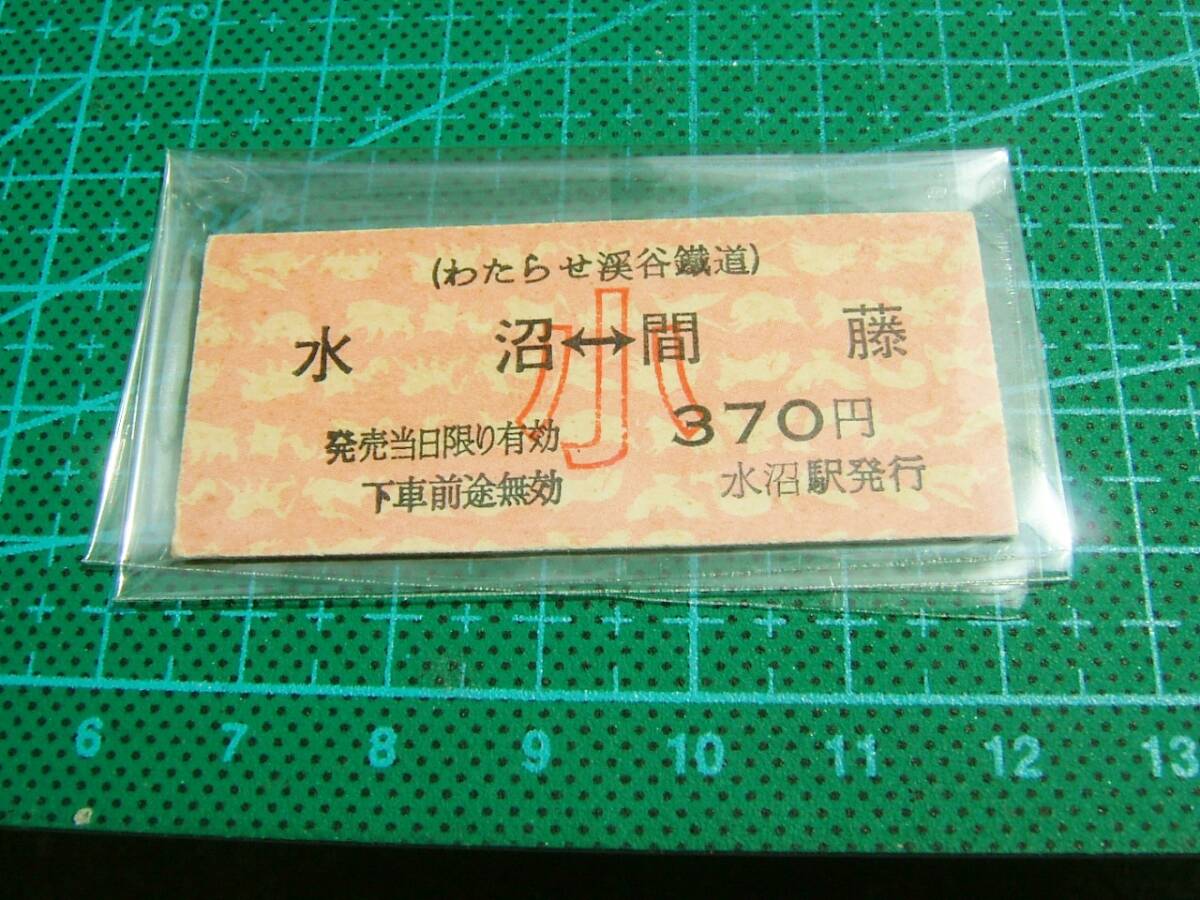 45°
(わたらせ渓谷鐵道)
水沼↔間藤
小
370円
発売当日限り有効
下車前途無効
水沼駅発行
6 7 8 9 10 11 12 13